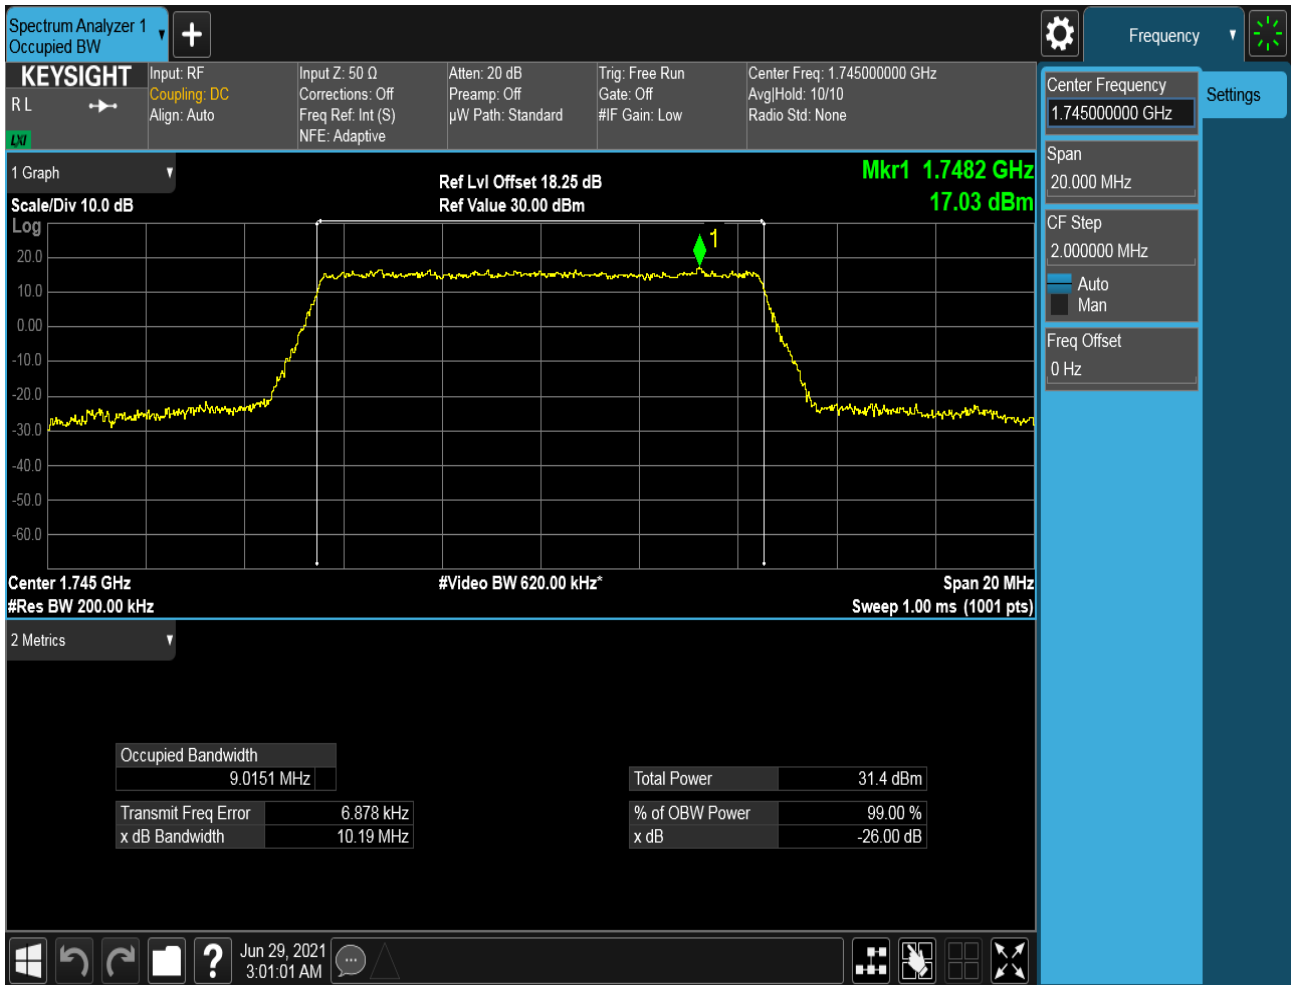 Spectrum Analyzer 1
Occupied BW
Frequency
KEYSIGHT
R L
LXI
Input: RF
Coupling: DC
Align: Auto
Input Z: 50 Ω
Corrections: Off
Freq Ref: Int (S)
NFE: Adaptive
Atten: 20 dB
Preamp: Off
µW Path: Standard
Trig: Free Run
Gate: Off
#IF Gain: Low
Center Freq: 1.745000000 GHz
Avg|Hold: 10/10
Radio Std: None
Center Frequency
1.745000000 GHz
Settings
Span
20.000 MHz
CF Step
2.000000 MHz
Auto
Man
Freq Offset
0 Hz
1 Graph
Scale/Div 10.0 dB
Log
Ref Lvl Offset 18.25 dB
Ref Value 30.00 dBm
Mkr1 1.7482 GHz
17.03 dBm
1
20.0
10.0
0.00
-10.0
-20.0
-30.0
-40.0
-50.0
-60.0
Center 1.745 GHz
#Video BW 620.00 kHz*
Span 20 MHz
#Res BW 200.00 kHz
Sweep 1.00 ms (1001 pts)
2 Metrics
Occupied Bandwidth
9.0151 MHz
Transmit Freq Error 6.878 kHz
x dB Bandwidth 10.19 MHz
Total Power 31.4 dBm
% of OBW Power 99.00 %
x dB -26.00 dB
?
Jun 29, 2021
3:01:01 AM